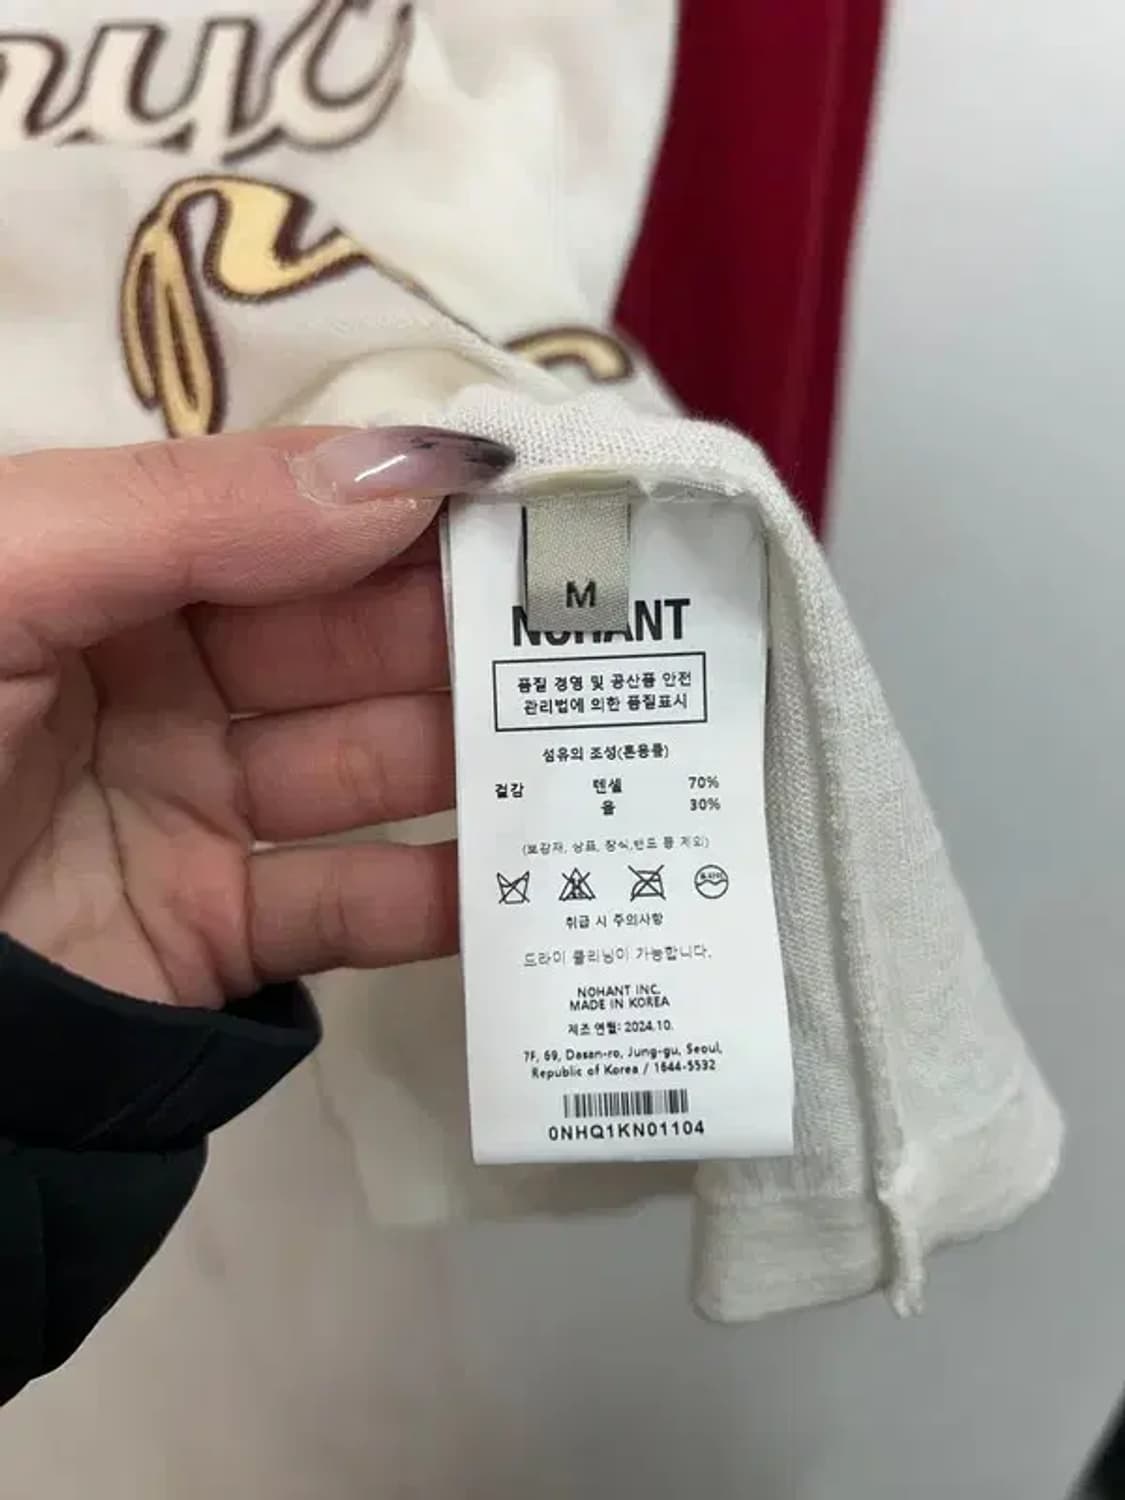 M
NOHANT
품질 경영 및 공산품 안전
관리법에 의한 품질표시
섬유의 조성(혼용률)
겉감 텐셀 70%
울 30%
(보강재, 상표, 장식,밴드 등 제외)
취급 시 주의사항
드라이 클리닝이 가능합니다.
NOHANT INC.
MADE IN KOREA
제조 연월: 2024.10.
7F, 69, Dasan-ro, Jung-gu, Seoul,
Republic of Korea / 1644-5532
0NHQ1KN01104